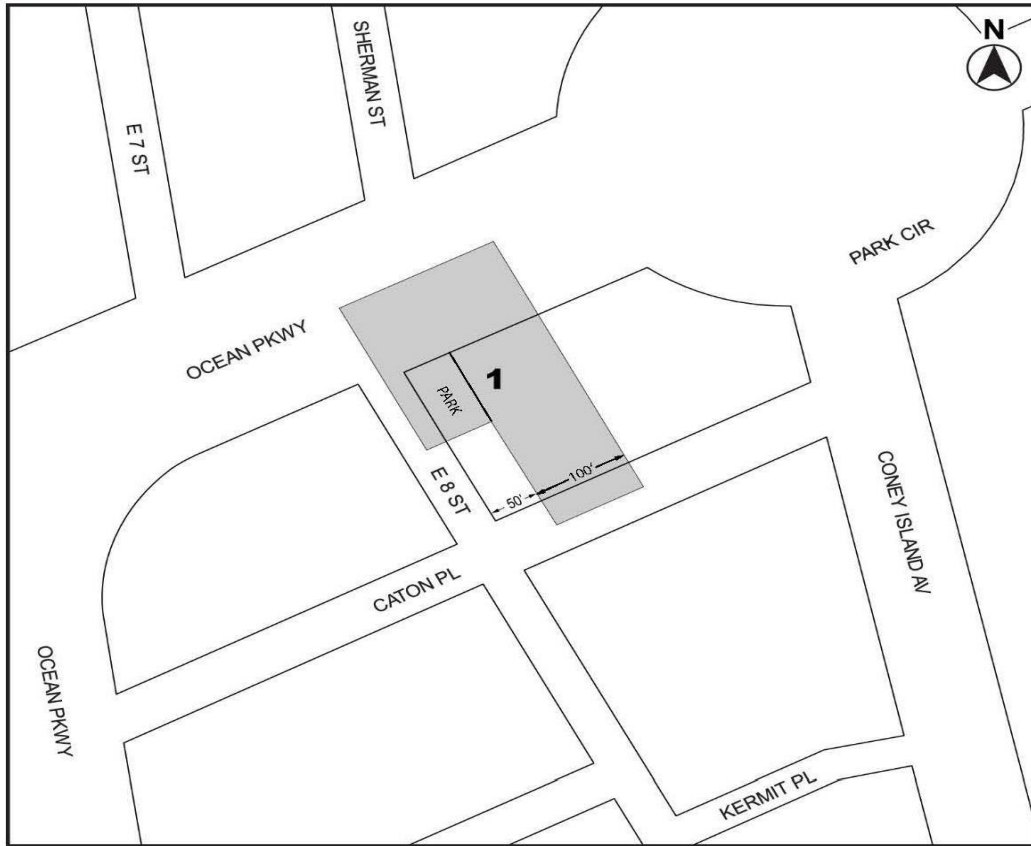 N
SHERMAN ST
E 7 ST
PARK CIR
OCEAN PKWY
1
PARK
E 8 ST
50'
100'
CONEY ISLAND AV
CATON PL
OCEAN PKWY
KERMIT PL